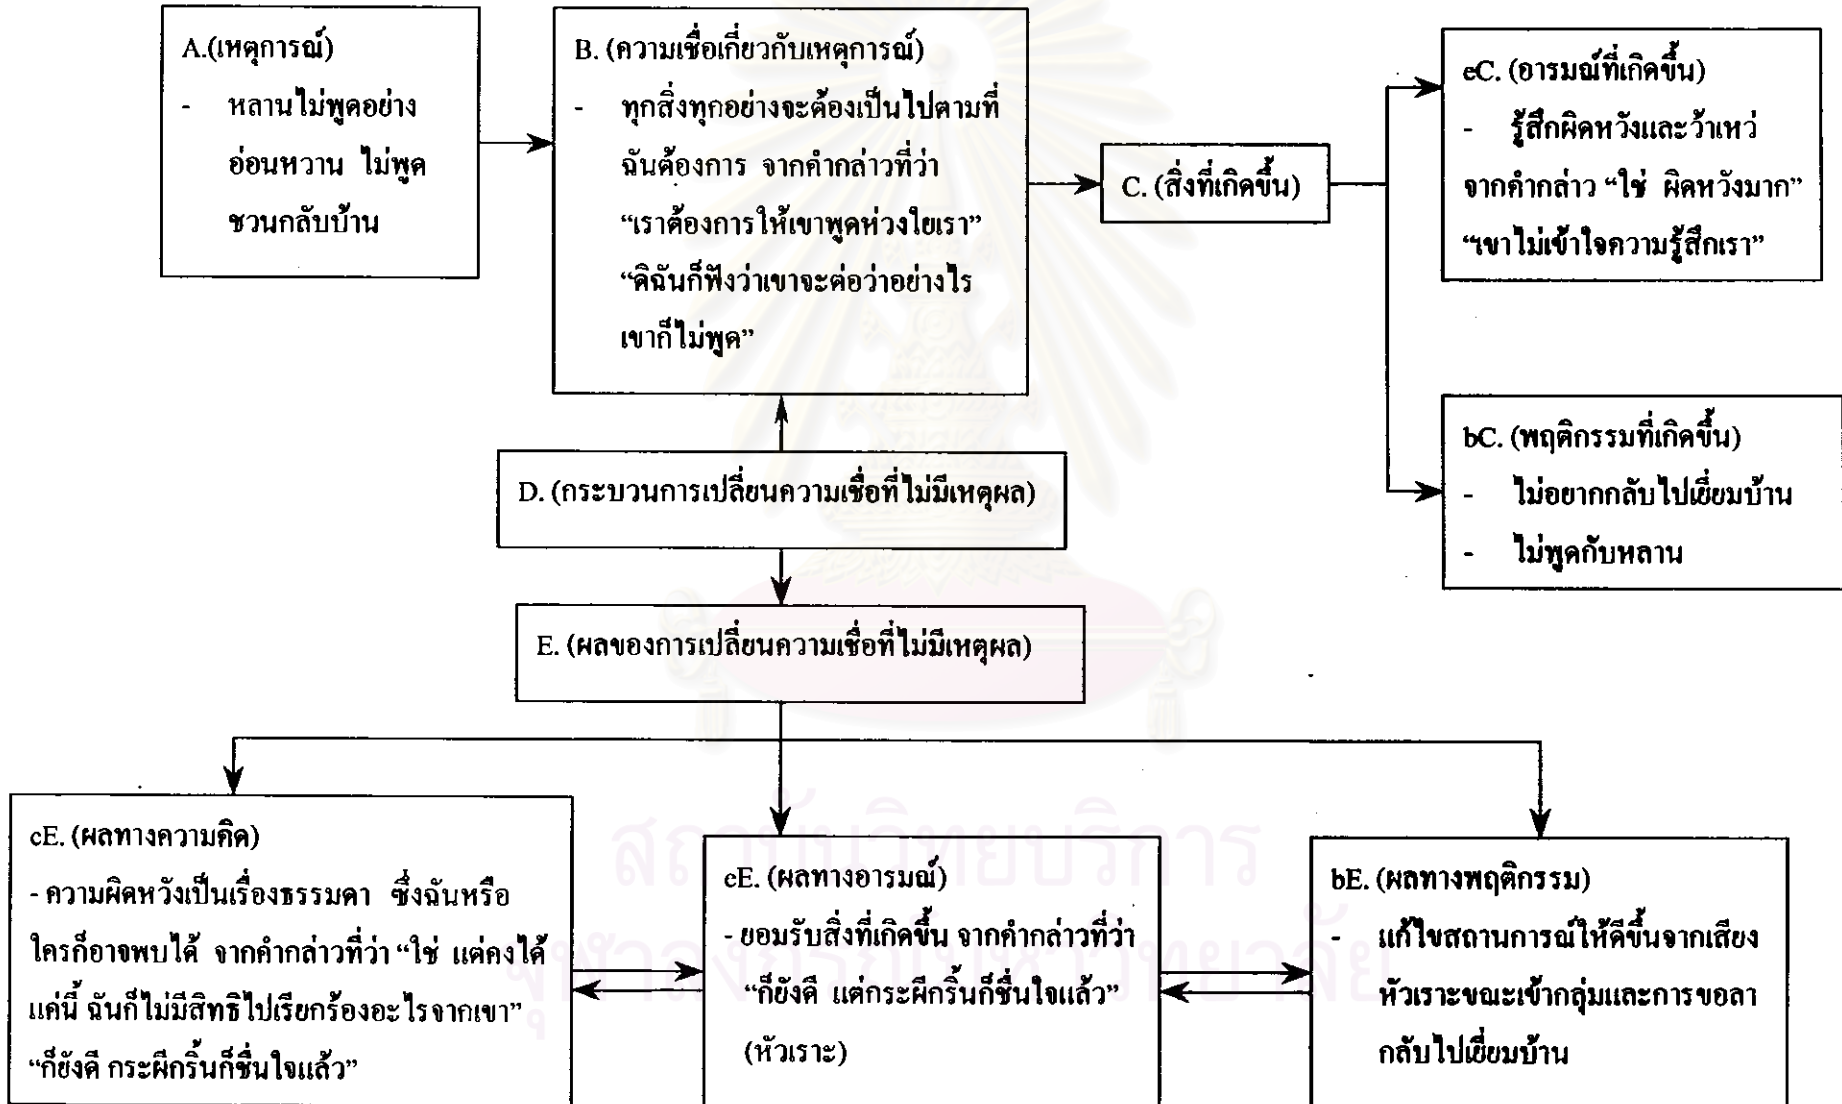 A.(เหตุการณ์)
- หลานไม่พูดอย่าง
อ่อนหวาน ไม่พูด
ชวนกลับบ้าน
B. (ความเชื่อเกี่ยวกับเหตุการณ์)
- ทุกสิ่งทุกอย่างจะต้องเป็นไปตามที่
ฉันต้องการ จากคำกล่าวที่ว่า
“เราต้องการให้เขาพูดห่วงใยเรา”
“ดิฉันก็ฟังว่าเขาจะต่อว่าอย่างไร
เขาก็ไม่พูด”
C. (สิ่งที่เกิดขึ้น)
eC. (อารมณ์ที่เกิดขึ้น)
- รู้สึกผิดหวังและว้าเหว่
จากคำกล่าว “ใช่ ผิดหวังมาก”
“เขาไม่เข้าใจความรู้สึกเรา”
bC. (พฤติกรรมที่เกิดขึ้น)
- ไม่อยากกลับไปเยี่ยมบ้าน
- ไม่พูดกับหลาน
D. (กระบวนการเปลี่ยนความเชื่อที่ไม่มีเหตุผล)
E. (ผลของการเปลี่ยนความเชื่อที่ไม่มีเหตุผล)
cE. (ผลทางความคิด)
- ความผิดหวังเป็นเรื่องธรรมดา ซึ่งฉันหรือ
ใครก็อาจพบได้ จากคำกล่าวที่ว่า “ใช่ แต่คงได้
แค่นี้ ฉันก็ไม่มีสิทธิไปเรียกร้องอะไรจากเขา”
“ก็ยังดี กระผีกริ้นก็ชื่นใจแล้ว”
eE. (ผลทางอารมณ์)
- ยอมรับสิ่งที่เกิดขึ้น จากคำกล่าวที่ว่า
“ก็ยังดี แต่กระผีกริ้นก็ชื่นใจแล้ว”
(หัวเราะ)
bE. (ผลทางพฤติกรรม)
- แก้ไขสถานการณ์ให้ดีขึ้นจากเสียง
หัวเราะขณะเข้ากลุ่มและการขอลา
กลับไปเยี่ยมบ้าน
สถาบันวิทยบริการ
จุฬาลงกรณ์มหาวิทยาลัย